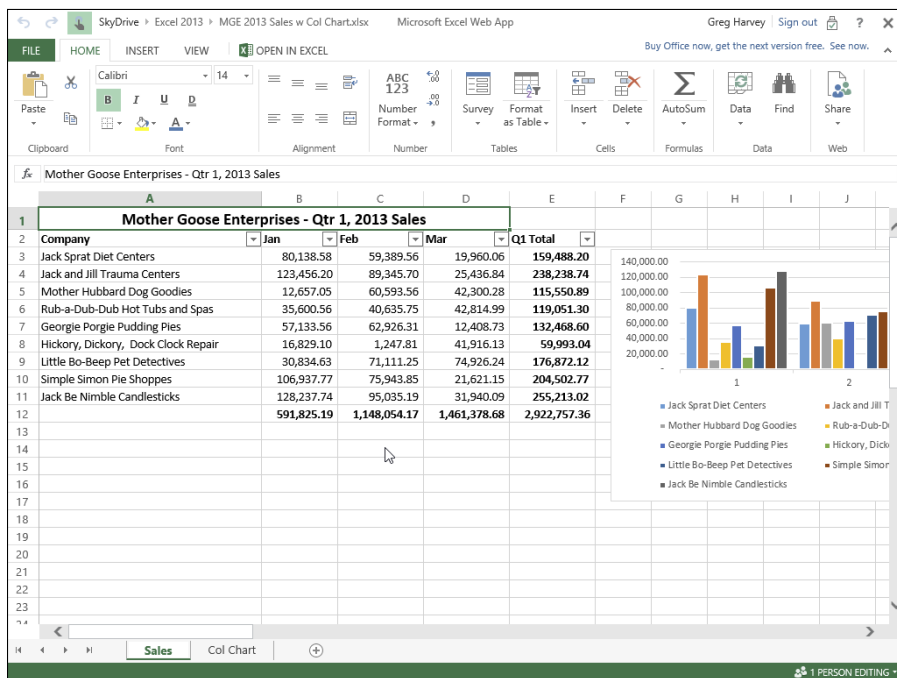 SkyDrive Excel 2013 MGE 2013 Sales w Col Chart.xlsx Microsoft Excel Web App Greg Harvey Sign out ? X
FILE HOME INSERT VIEW OPEN IN EXCEL Buy Office now, get the next version free. See now.
Calibri 14
ABC
123
Paste B I U D Number Format - Survey Format as Table - Insert Delete AutoSum Data Find Share
Clipboard Font Alignment Number Tables Cells Formulas Data Web
fx Mother Goose Enterprises - Qtr 1, 2013 Sales
A B C D E F G H I J
1 Mother Goose Enterprises - Qtr 1, 2013 Sales
2 Company Jan Feb Mar Q1 Total
3 Jack Sprat Diet Centers 80,138.58 59,389.56 19,960.06 159,488.20
4 Jack and Jill Trauma Centers 123,456.20 89,345.70 25,436.84 238,238.74
5 Mother Hubbard Dog Goodies 12,657.05 60,593.56 42,300.28 115,550.89
6 Rub-a-Dub-Dub Hot Tubs and Spas 35,600.56 40,635.75 42,814.99 119,051.30
7 Georgie Porgie Pudding Pies 57,133.56 62,926.31 12,408.73 132,468.60
8 Hickory, Dickory, Dock Clock Repair 16,829.10 1,247.81 41,916.13 59,993.04
9 Little Bo-Beep Pet Detectives 30,834.63 71,111.25 74,926.24 176,872.12
10 Simple Simon Pie Shoppes 106,937.77 75,943.85 21,621.15 204,502.77
11 Jack Be Nimble Candlesticks 128,237.74 95,035.19 31,940.09 255,213.02
12 591,825.19 1,148,054.17 1,461,378.68 2,922,757.36
13
14
15
16
17
18
19
20
21
22
23
140,000.00
120,000.00
100,000.00
80,000.00
60,000.00
40,000.00
20,000.00
-
1 2
Jack Sprat Diet Centers Jack and Jill T
Mother Hubbard Dog Goodies Rub-a-Dub-D
Georgie Porgie Pudding Pies Hickory, Dick
Little Bo-Beep Pet Detectives Simple Simon
Jack Be Nimble Candlesticks
Sales Col Chart
1 PERSON EDITING